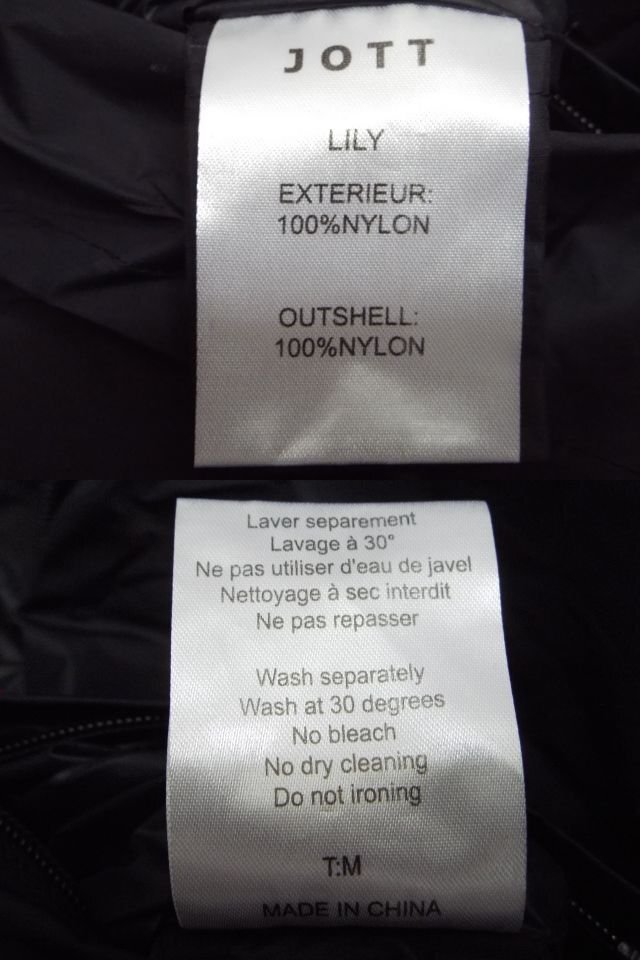 JOTT
LILY
EXTERIEUR:
100%NYLON
OUTSHELL:
100%NYLON
Laver separement
Lavage à 30°
Ne pas utiliser d'eau de javel
Nettoyage à sec interdit
Ne pas repasser
Wash separately
Wash at 30 degrees
No bleach
No dry cleaning
Do not ironing
T:M
MADE IN CHINA